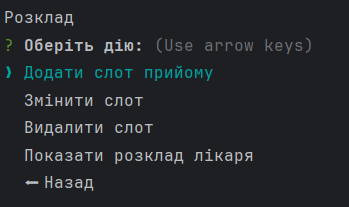 Розклад
? Оберіть дію: (Use arrow keys)
❯ Додати слот прийому
Змінити слот
Видалити слот
Показати розклад лікаря
← Назад